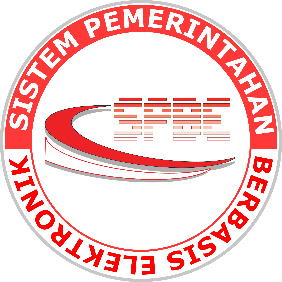 SISTEM PEMERINTAHAN
SPBE
BERBASIS ELEKTRONIK